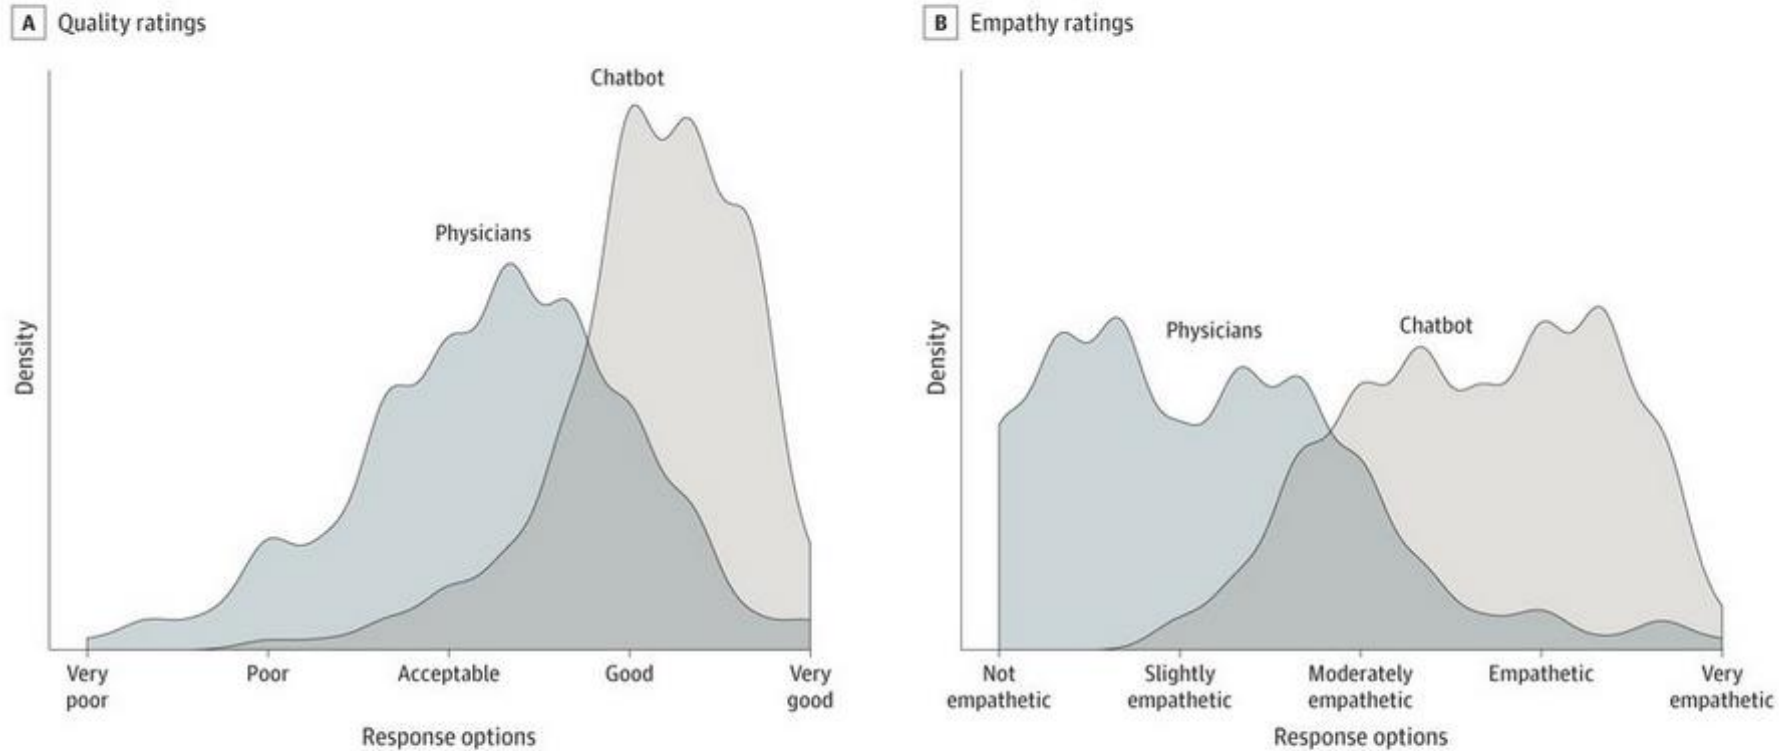 A Quality ratings
Chatbot
Physicians
Density
Very poor
Poor
Acceptable
Good
Very good
Response options
B Empathy ratings
Physicians
Chatbot
Density
Not empathetic
Slightly empathetic
Moderately empathetic
Empathetic
Very empathetic
Response options